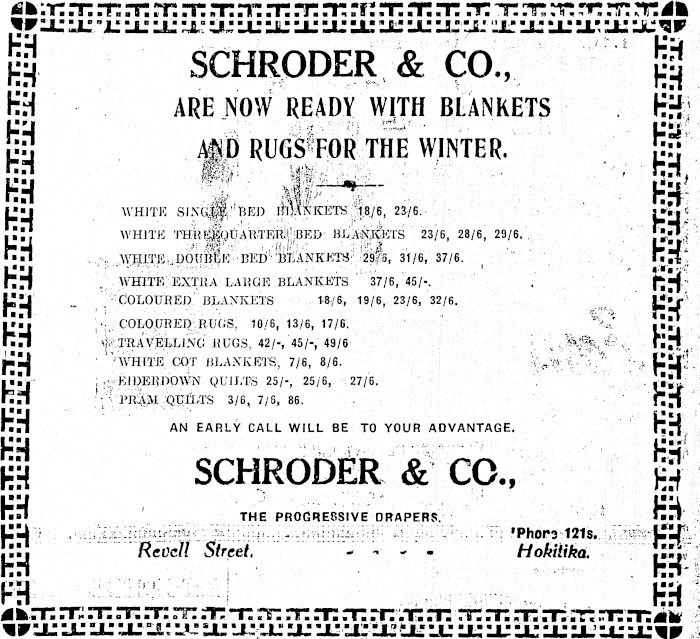 SCHRODER & CO.,
ARE NOW READY WITH BLANKETS
AND RUGS FOR THE WINTER.
WHITE SINGLE BED BLANKETS 18/6, 23/6.
WHITE THREEQUARTER BED BLANKETS 23/6, 28/6, 29/6.
WHITE DOUBLE BED BLANKETS 29/6, 31/6, 37/6.
WHITE EXTRA LARGE BLANKETS 37/6, 45/-.
COLOURED BLANKETS 18/6, 19/6, 23/6, 32/6.
COLOURED RUGS, 10/6, 13/6, 17/6.
TRAVELLING RUGS, 42/-, 45/-, 49/6
WHITE COT BLANKETS, 7/6, 8/6.
EIDERDOWN QUILTS 25/-, 25/6, 27/6.
PRAM QUILTS 3/6, 7/6, 86.
AN EARLY CALL WILL BE TO YOUR ADVANTAGE.
SCHRODER & CO.,
THE PROGRESSIVE DRAPERS.
'Phone 121s.
Revell Street. - - - - Hokitika.